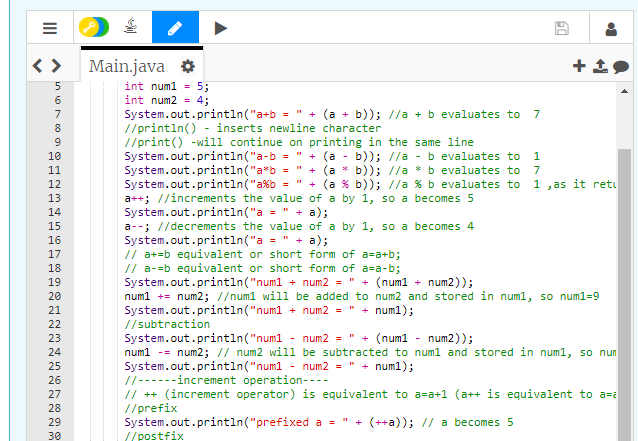 Main.java
5 int num1 = 5;
6 int num2 = 4;
7 System.out.println("a+b = " + (a + b)); //a + b evaluates to  7
8 //println() - inserts newline character
9 //print() -will continue on printing in the same line
10 System.out.println("a-b = " + (a - b)); //a - b evaluates to  1
11 System.out.println("a*b = " + (a * b)); //a * b evaluates to  7
12 System.out.println("a%b = " + (a % b)); //a % b evaluates to  1 ,as it retu
13 a++; //increments the value of a by 1, so a becomes 5
14 System.out.println("a = " + a);
15 a--; //decrements the value of a by 1, so a becomes 4
16 System.out.println("a = " + a);
17 // a+=b equivalent or short form of a=a+b;
18 // a-=b equivalent or short form of a=a-b;
19 System.out.println("num1 + num2 = " + (num1 + num2));
20 num1 += num2; //num1 will be added to num2 and stored in num1, so num1=9
21 System.out.println("num1 + num2 = " + num1);
22 //subtraction
23 System.out.println("num1 - num2 = " + (num1 - num2));
24 num1 -= num2; // num2 will be subtracted to num1 and stored in num1, so num
25 System.out.println("num1 - num2 = " + num1);
26 //------increment operation----
27 // ++ (increment operator) is equivalent to a=a+1 (a++ is equivalent to a=a
28 //prefix
29 System.out.println("prefixed a = " + (++a)); // a becomes 5
30 //postfix